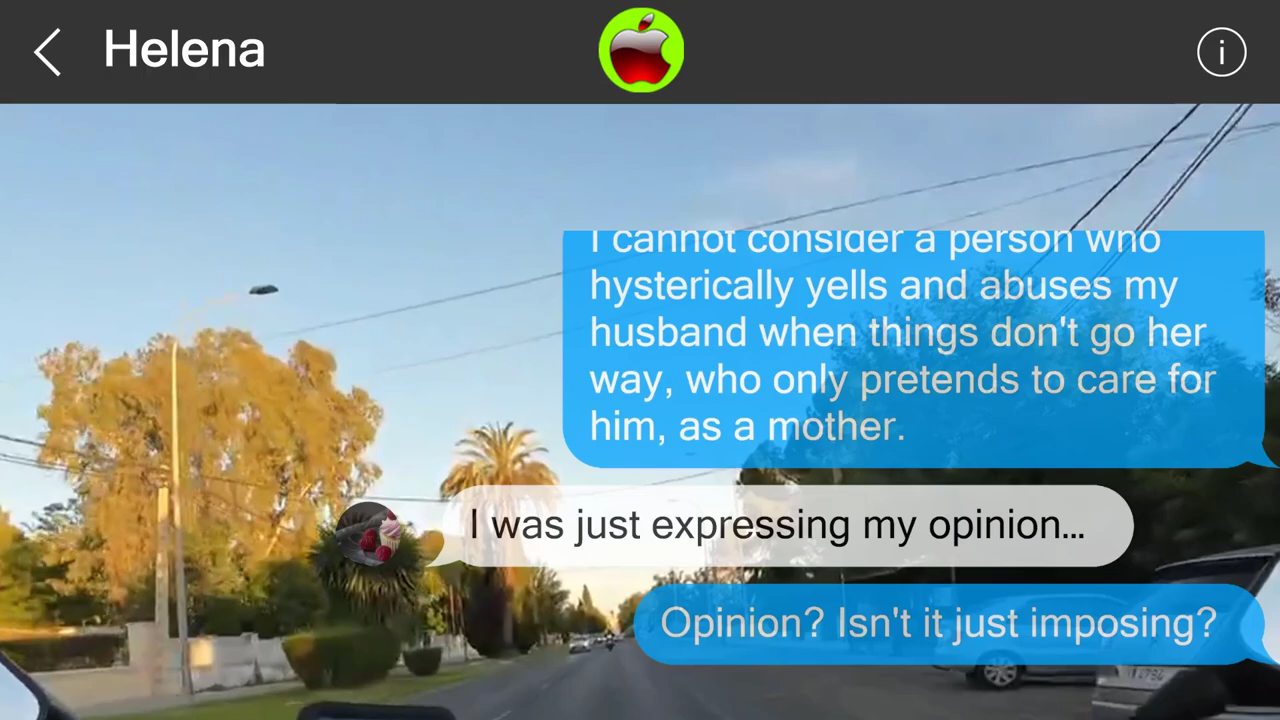 Helena
i
I cannot consider a person who
hysterically yells and abuses my
husband when things don't go her
way, who only pretends to care for
him, as a mother.
I was just expressing my opinion...
Opinion? Isn't it just imposing?